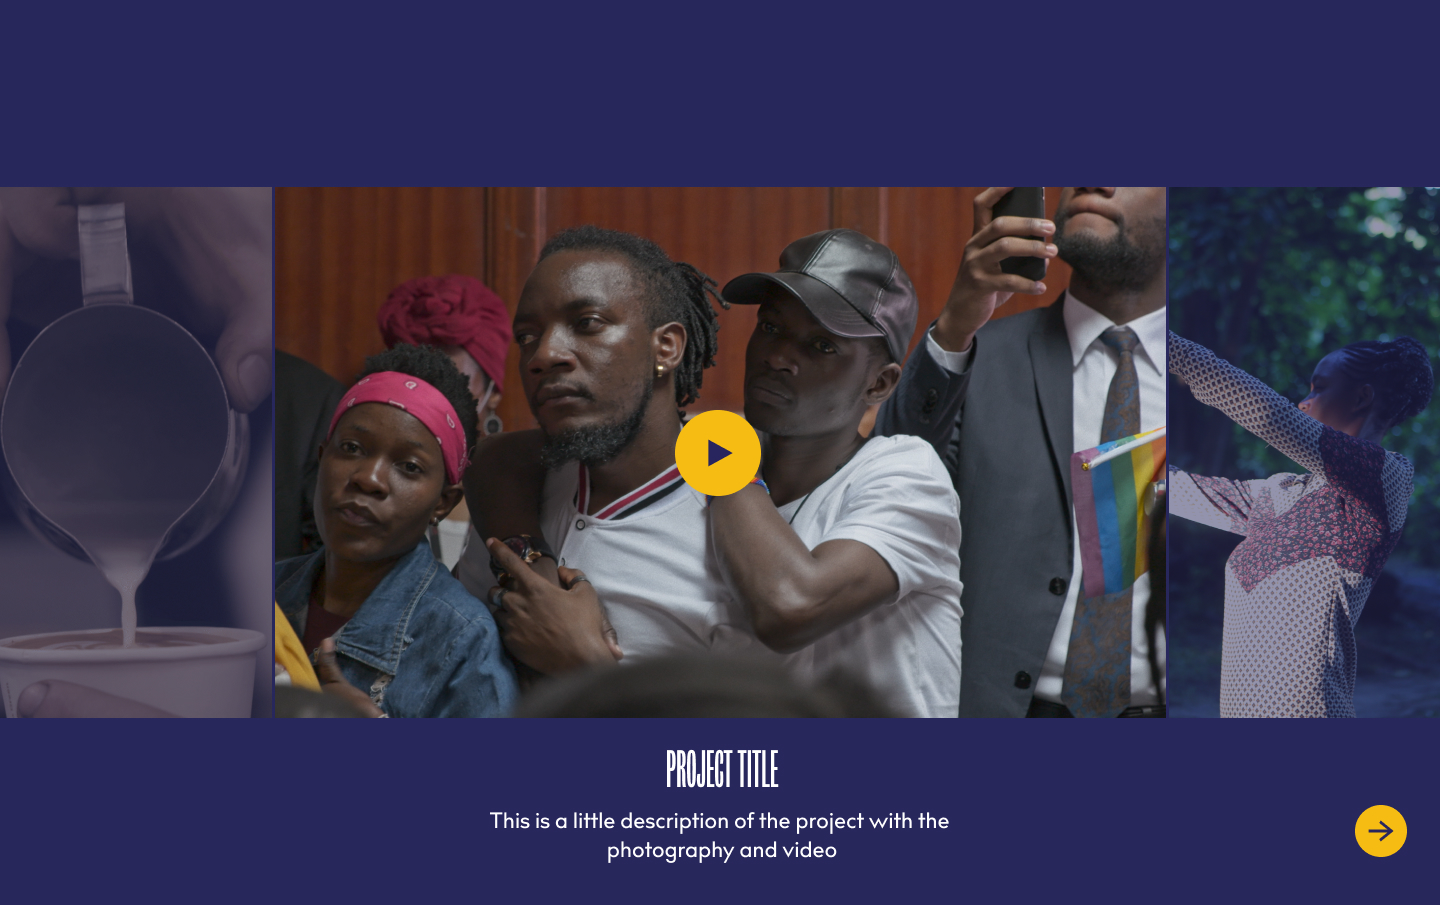 PROJECT TITLE
This is a little description of the project with the
photography and video